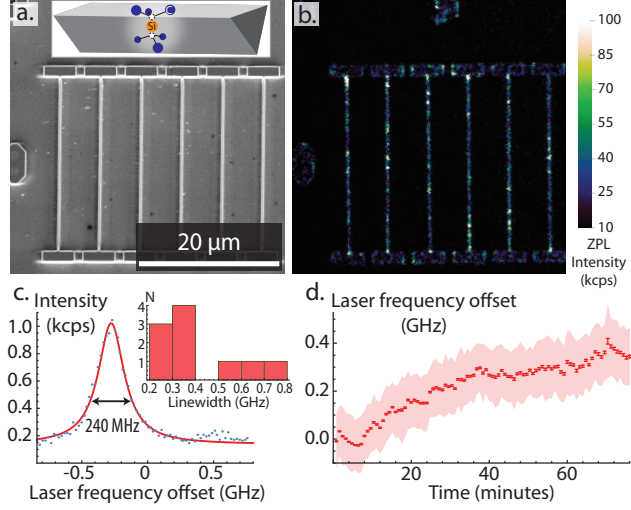 a.
Si
C
20 μm
b.
100
85
70
55
40
25
10
ZPL
Intensity
(kcps)
c.
Intensity
(kcps)
1.0
0.8
0.6
0.4
0.2
240 MHz
-0.5
0
0.5
Laser frequency offset (GHz)
N
4
3
2
1
0.2
0.3
0.4
0.5
0.6
0.7
0.8
Linewidth (GHz)
d.
Laser frequency offset
(GHz)
0.4
0.2
0.0
0
20
40
60
Time (minutes)